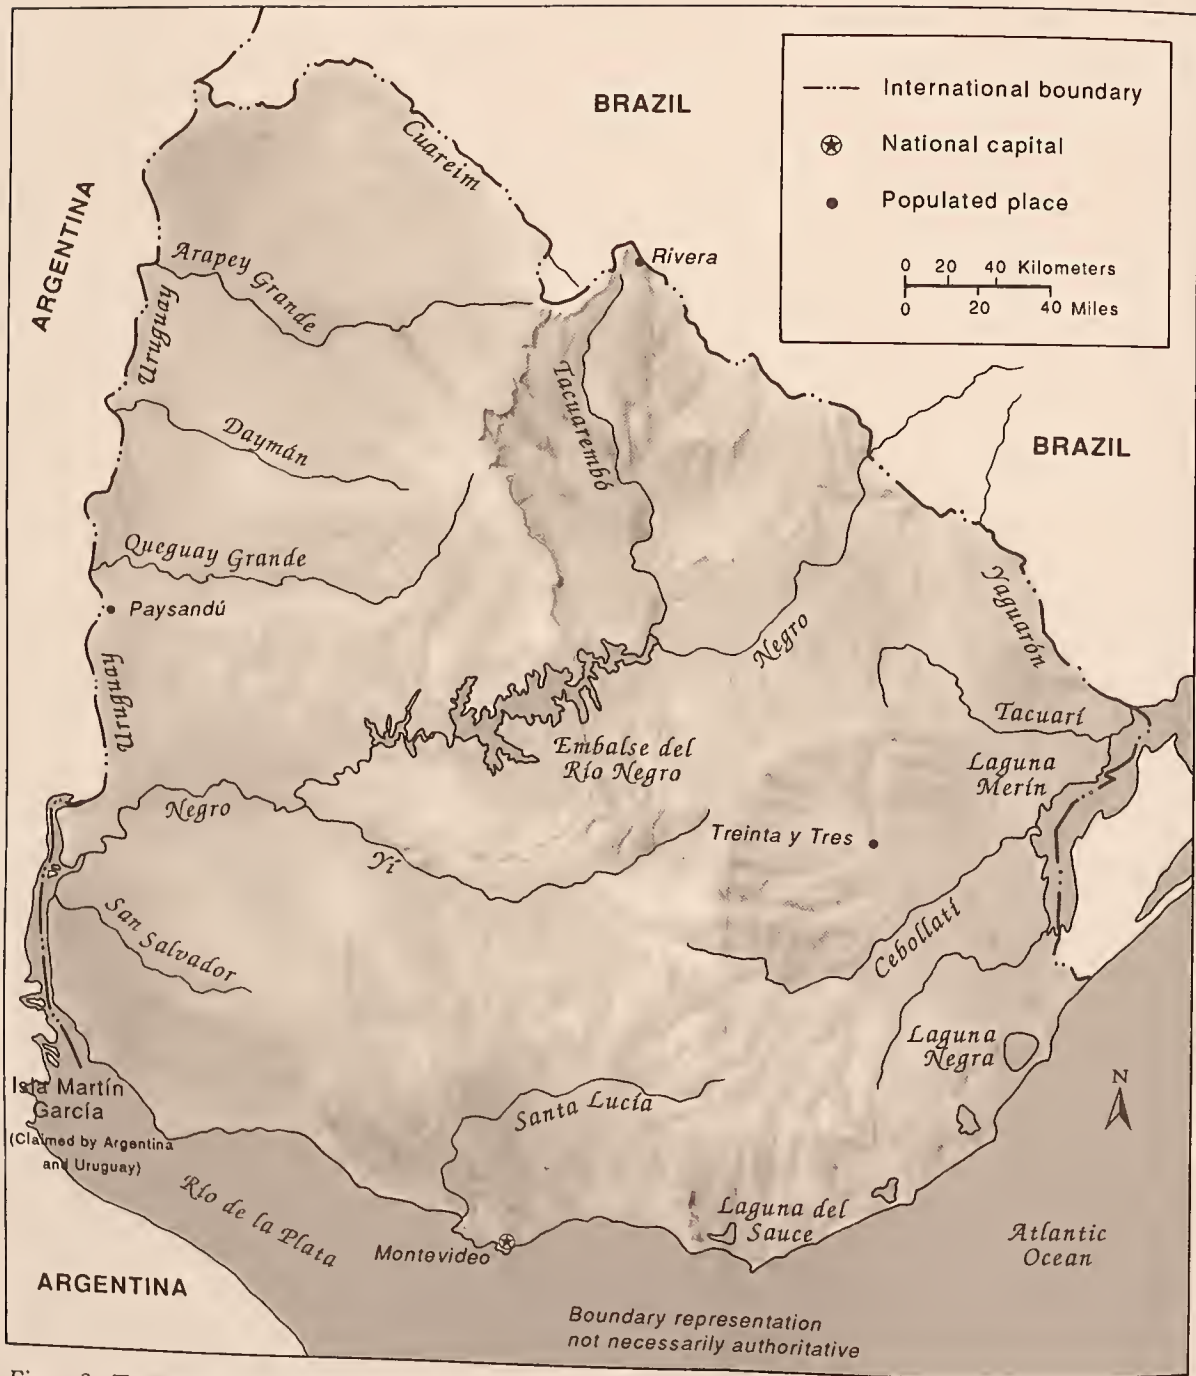 BRAZIL
International boundary
National capital
Populated place
0 20 40 Kilometers
0 20 40 Miles
ARGENTINA
Cuareim
Rivera
Arapey Grande
Uruguay
Tacuarembó
Daymán
BRAZIL
Queguay Grande
Paysandú
Yaguarón
Negro
Uruguay
Tacuarí
Embalse del
Río Negro
Laguna
Merín
Negro
Treinta y Tres
Yí
San Salvador
Cebollatí
Laguna
Negra
Isla Martín
García
(Claimed by Argentina
and Uruguay)
Santa Lucía
N
Río de la Plata
Laguna del
Sauce
Montevideo
Atlantic
Ocean
ARGENTINA
Boundary representation
not necessarily authoritative